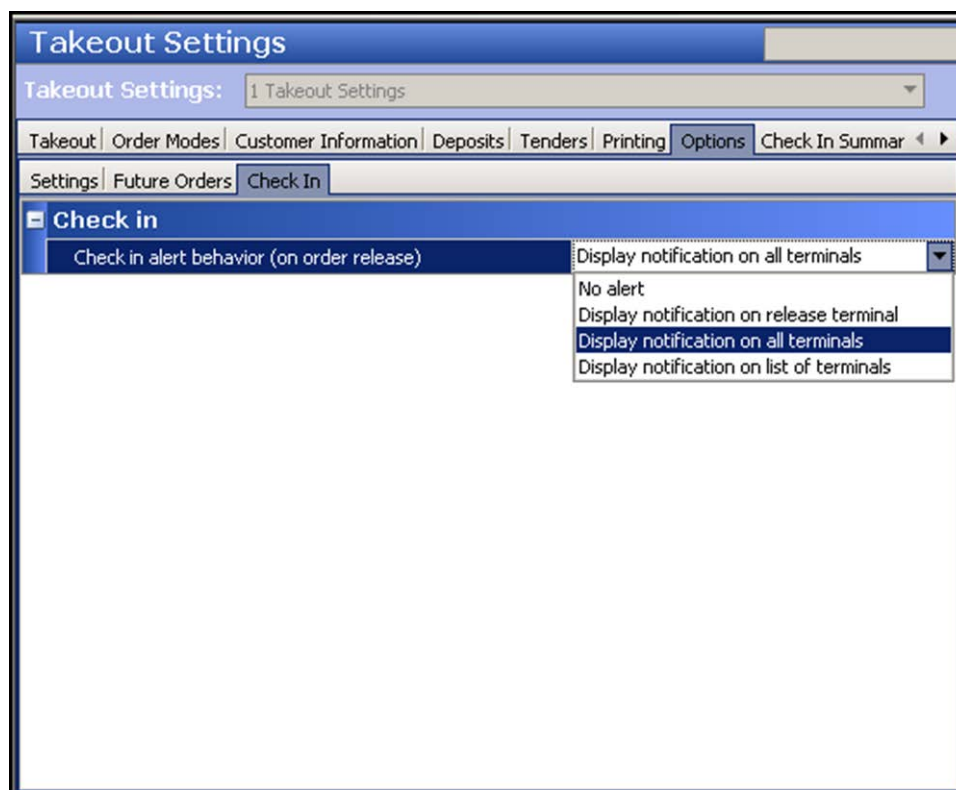 Takeout Settings
Takeout Settings: 1 Takeout Settings
Takeout Order Modes Customer Information Deposits Tenders Printing Options Check In Summar
Settings Future Orders Check In
Check in
Check in alert behavior (on order release) Display notification on all terminals
No alert
Display notification on release terminal
Display notification on all terminals
Display notification on list of terminals